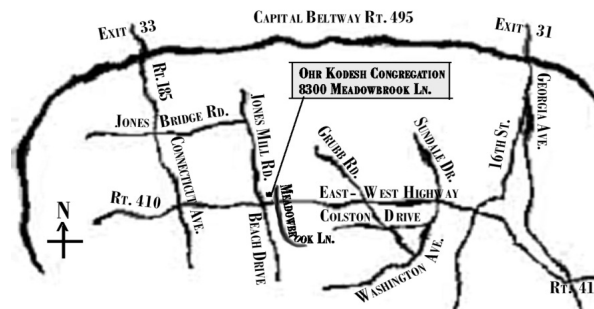 CAPITAL BELTWAY RT. 495
EXIT 33
EXIT 31
RT. 185
OHR KODESH CONGREGATION
8300 MEADOWBROOK LN.
GEORGIA AVE.
JONES BRIDGE RD.
JONES MILL RD.
GRUBB RD.
SUNDALE DR.
16TH ST.
CONNECTICUT AVE.
RT. 410
MEADOWBROOK LN.
EAST-WEST HIGHWAY
COLSTON DRIVE
N
BEACH DRIVE
WASHINGTON AVE.
RT. 41